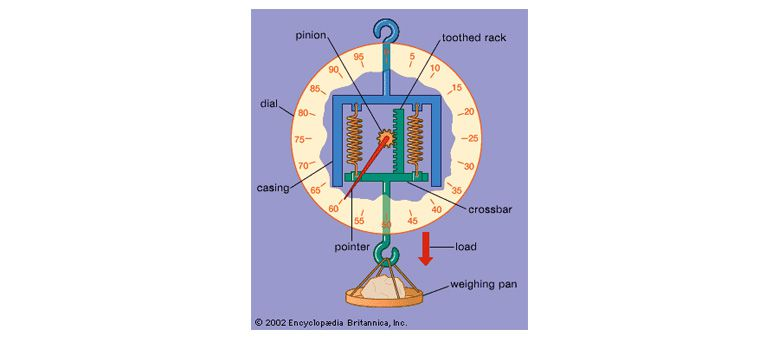 pinion
toothed rack
95
5
90
10
85
15
dial
80
20
75
25
70
30
casing
65
35
60
40
crossbar
55
50
45
pointer
load
weighing pan
© 2002 Encyclopædia Britannica, Inc.